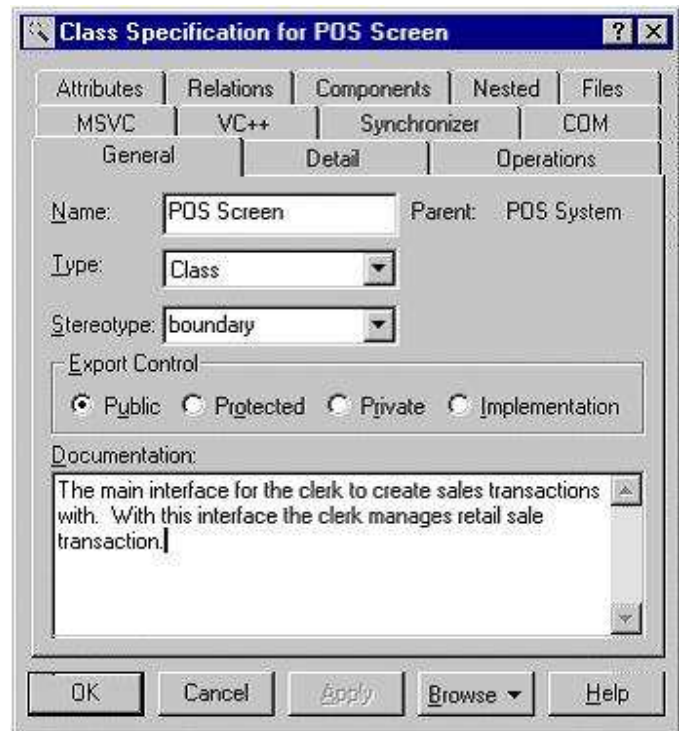 Class Specification for POS Screen ? X
Attributes Relations Components Nested Files
MSVC VC++ Synchronizer COM
General Detail Operations
Name: POS Screen Parent: POS System
Type: Class
Stereotype: boundary
Export Control
Public Protected Private Implementation
Documentation:
The main interface for the clerk to create sales transactions
with. With this interface the clerk manages retail sale
transaction.
OK Cancel Apply Browse Help